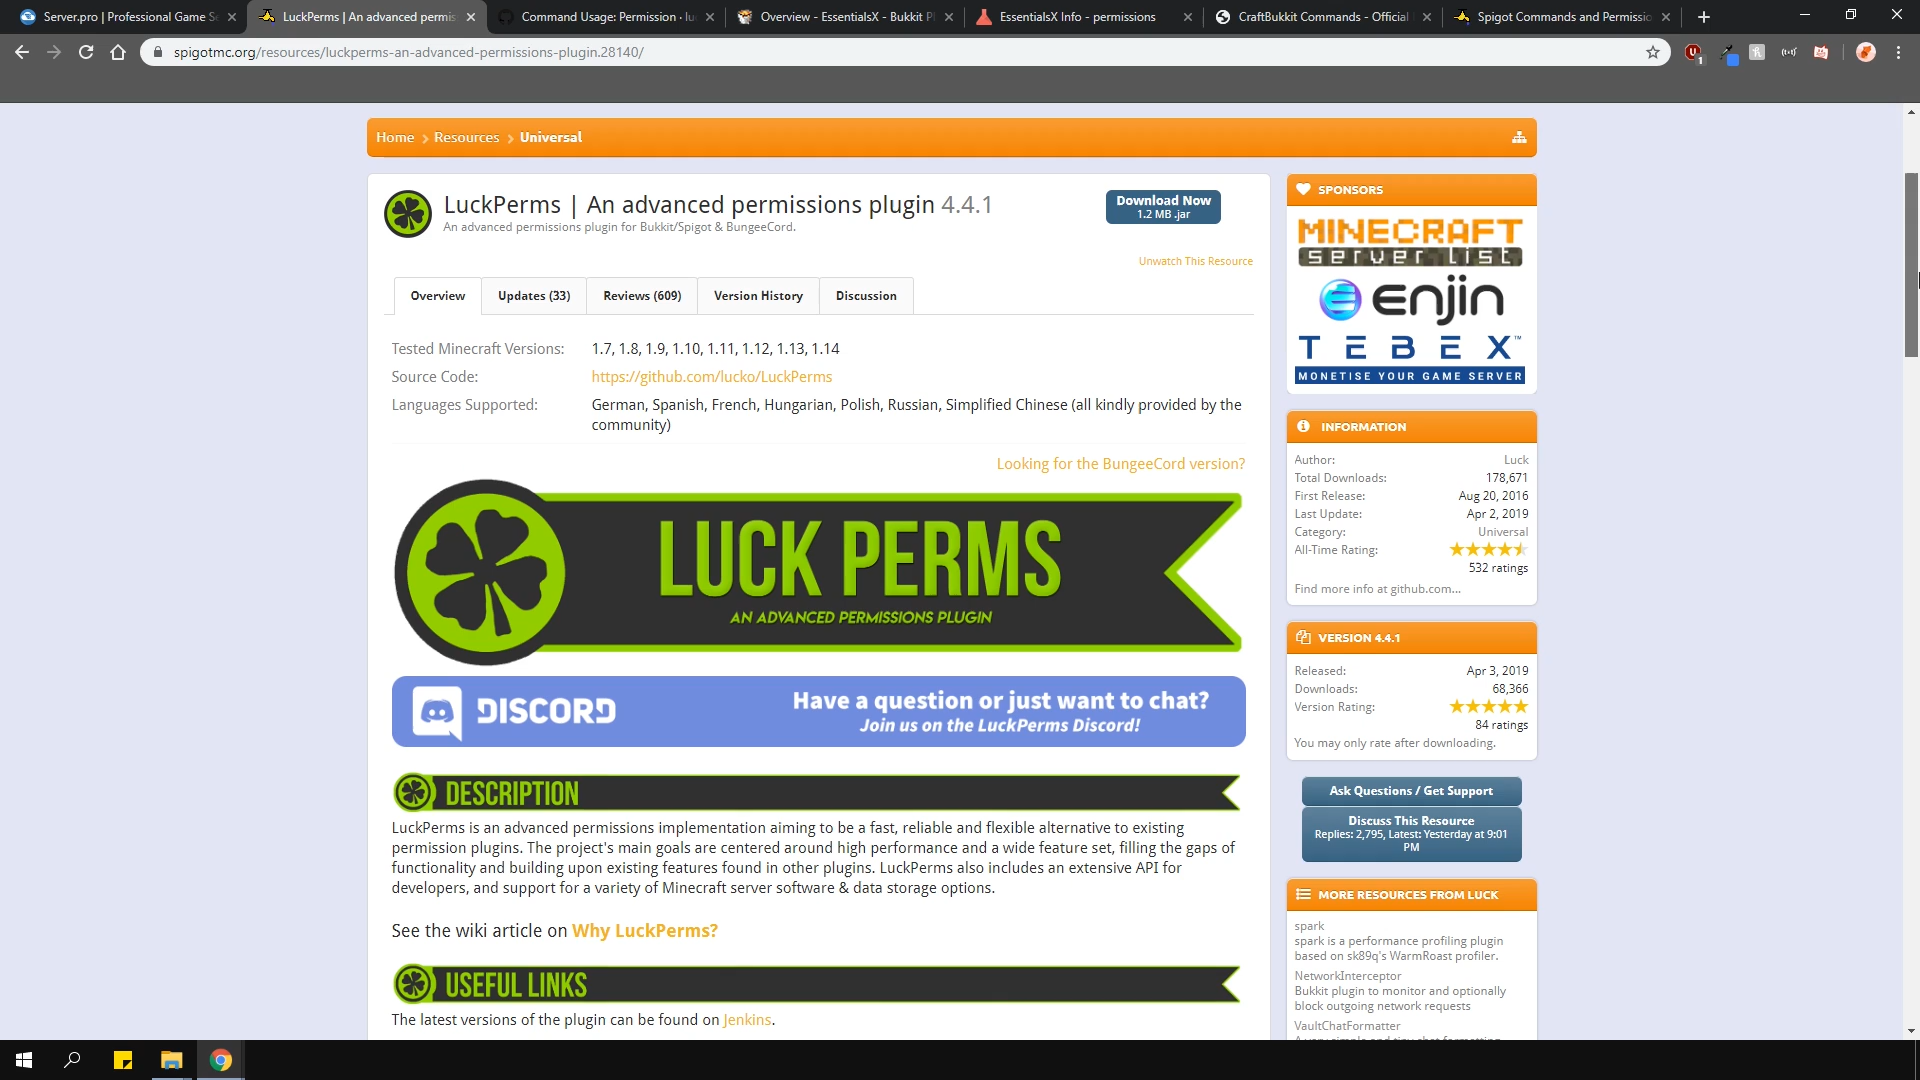 Server.pro | Professional Game Se
LuckPerms | An advanced permis
Command Usage: Permission · lu
Overview - EssentialsX - Bukkit Pl
EssentialsX Info - permissions
CraftBukkit Commands - Official
Spigot Commands and Permissio
spigotmc.org/resources/luckperms-an-advanced-permissions-plugin.28140/
Home
Resources
Universal
LuckPerms | An advanced permissions plugin 4.4.1
An advanced permissions plugin for Bukkit/Spigot & BungeeCord.
Download Now
1.2 MB .jar
Unwatch This Resource
Overview
Updates (33)
Reviews (609)
Version History
Discussion
Tested Minecraft Versions: 1.7, 1.8, 1.9, 1.10, 1.11, 1.12, 1.13, 1.14
Source Code: https://github.com/lucko/LuckPerms
Languages Supported: German, Spanish, French, Hungarian, Polish, Russian, Simplified Chinese (all kindly provided by the
community)
Looking for the BungeeCord version?
LUCK PERMS
AN ADVANCED PERMISSIONS PLUGIN
DISCORD
Have a question or just want to chat?
Join us on the LuckPerms Discord!
DESCRIPTION
LuckPerms is an advanced permissions implementation aiming to be a fast, reliable and flexible alternative to existing
permission plugins. The project's main goals are centered around high performance and a wide feature set, filling the gaps of
functionality and building upon existing features found in other plugins. LuckPerms also includes an extensive API for
developers, and support for a variety of Minecraft server software & data storage options.
See the wiki article on Why LuckPerms?
USEFUL LINKS
The latest versions of the plugin can be found on Jenkins.
SPONSORS
MINECRAFT
SERVER LIST
enjin
TEBEX™
MONETISE YOUR GAME SERVER
INFORMATION
Author: Luck
Total Downloads: 178,671
First Release: Aug 20, 2016
Last Update: Apr 2, 2019
Category: Universal
All-Time Rating:
532 ratings
Find more info at github.com...
VERSION 4.4.1
Released: Apr 3, 2019
Downloads: 68,366
Version Rating:
84 ratings
You may only rate after downloading.
Ask Questions / Get Support
Discuss This Resource
Replies: 2,795, Latest: Yesterday at 9:01
PM
MORE RESOURCES FROM LUCK
spark
spark is a performance profiling plugin
based on sk89q's WarmRoast profiler.
NetworkInterceptor
Bukkit plugin to monitor and optionally
block outgoing network requests
VaultChatFormatter